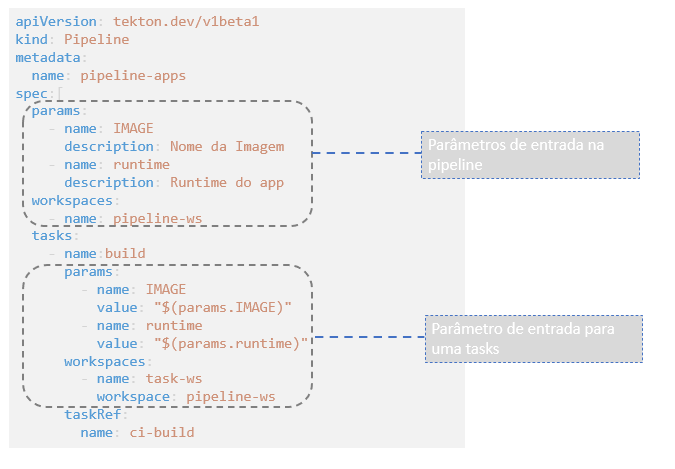 apiVersion: tekton.dev/v1beta1
kind: Pipeline
metadata:
  name: pipeline-apps
spec:[
  params:
    - name: IMAGE
      description: Nome da Imagem
    - name: runtime
      description: Runtime do app
  workspaces:
    - name: pipeline-ws
  tasks:
    - name:build
      params:
        - name: IMAGE
          value: "$(params.IMAGE)"
        - name: runtime
          value: "$(params.runtime)"
      workspaces:
        - name: task-ws
          workspace: pipeline-ws
      taskRef:
        name: ci-build
Parâmetros de entrada na
pipeline
Parâmetro de entrada para
uma tasks